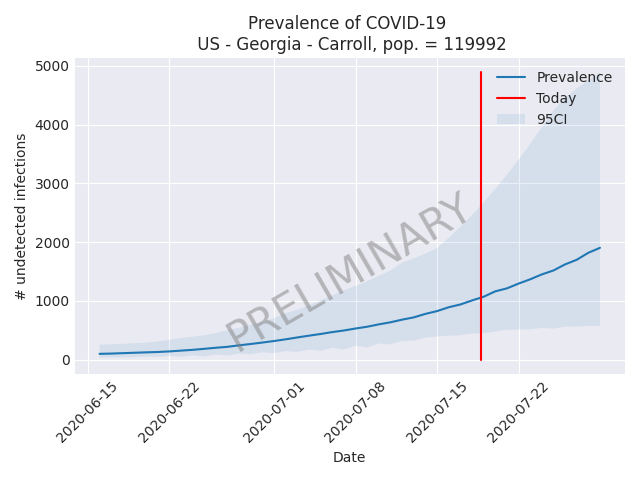 Prevalence of COVID-19
US - Georgia - Carroll, pop. = 119992
5000
4000
3000
2000
1000
0
# undetected infections
Prevalence
Today
95CI
PRELIMINARY
2020-06-15
2020-06-22
2020-07-01
2020-07-08
2020-07-15
2020-07-22
Date